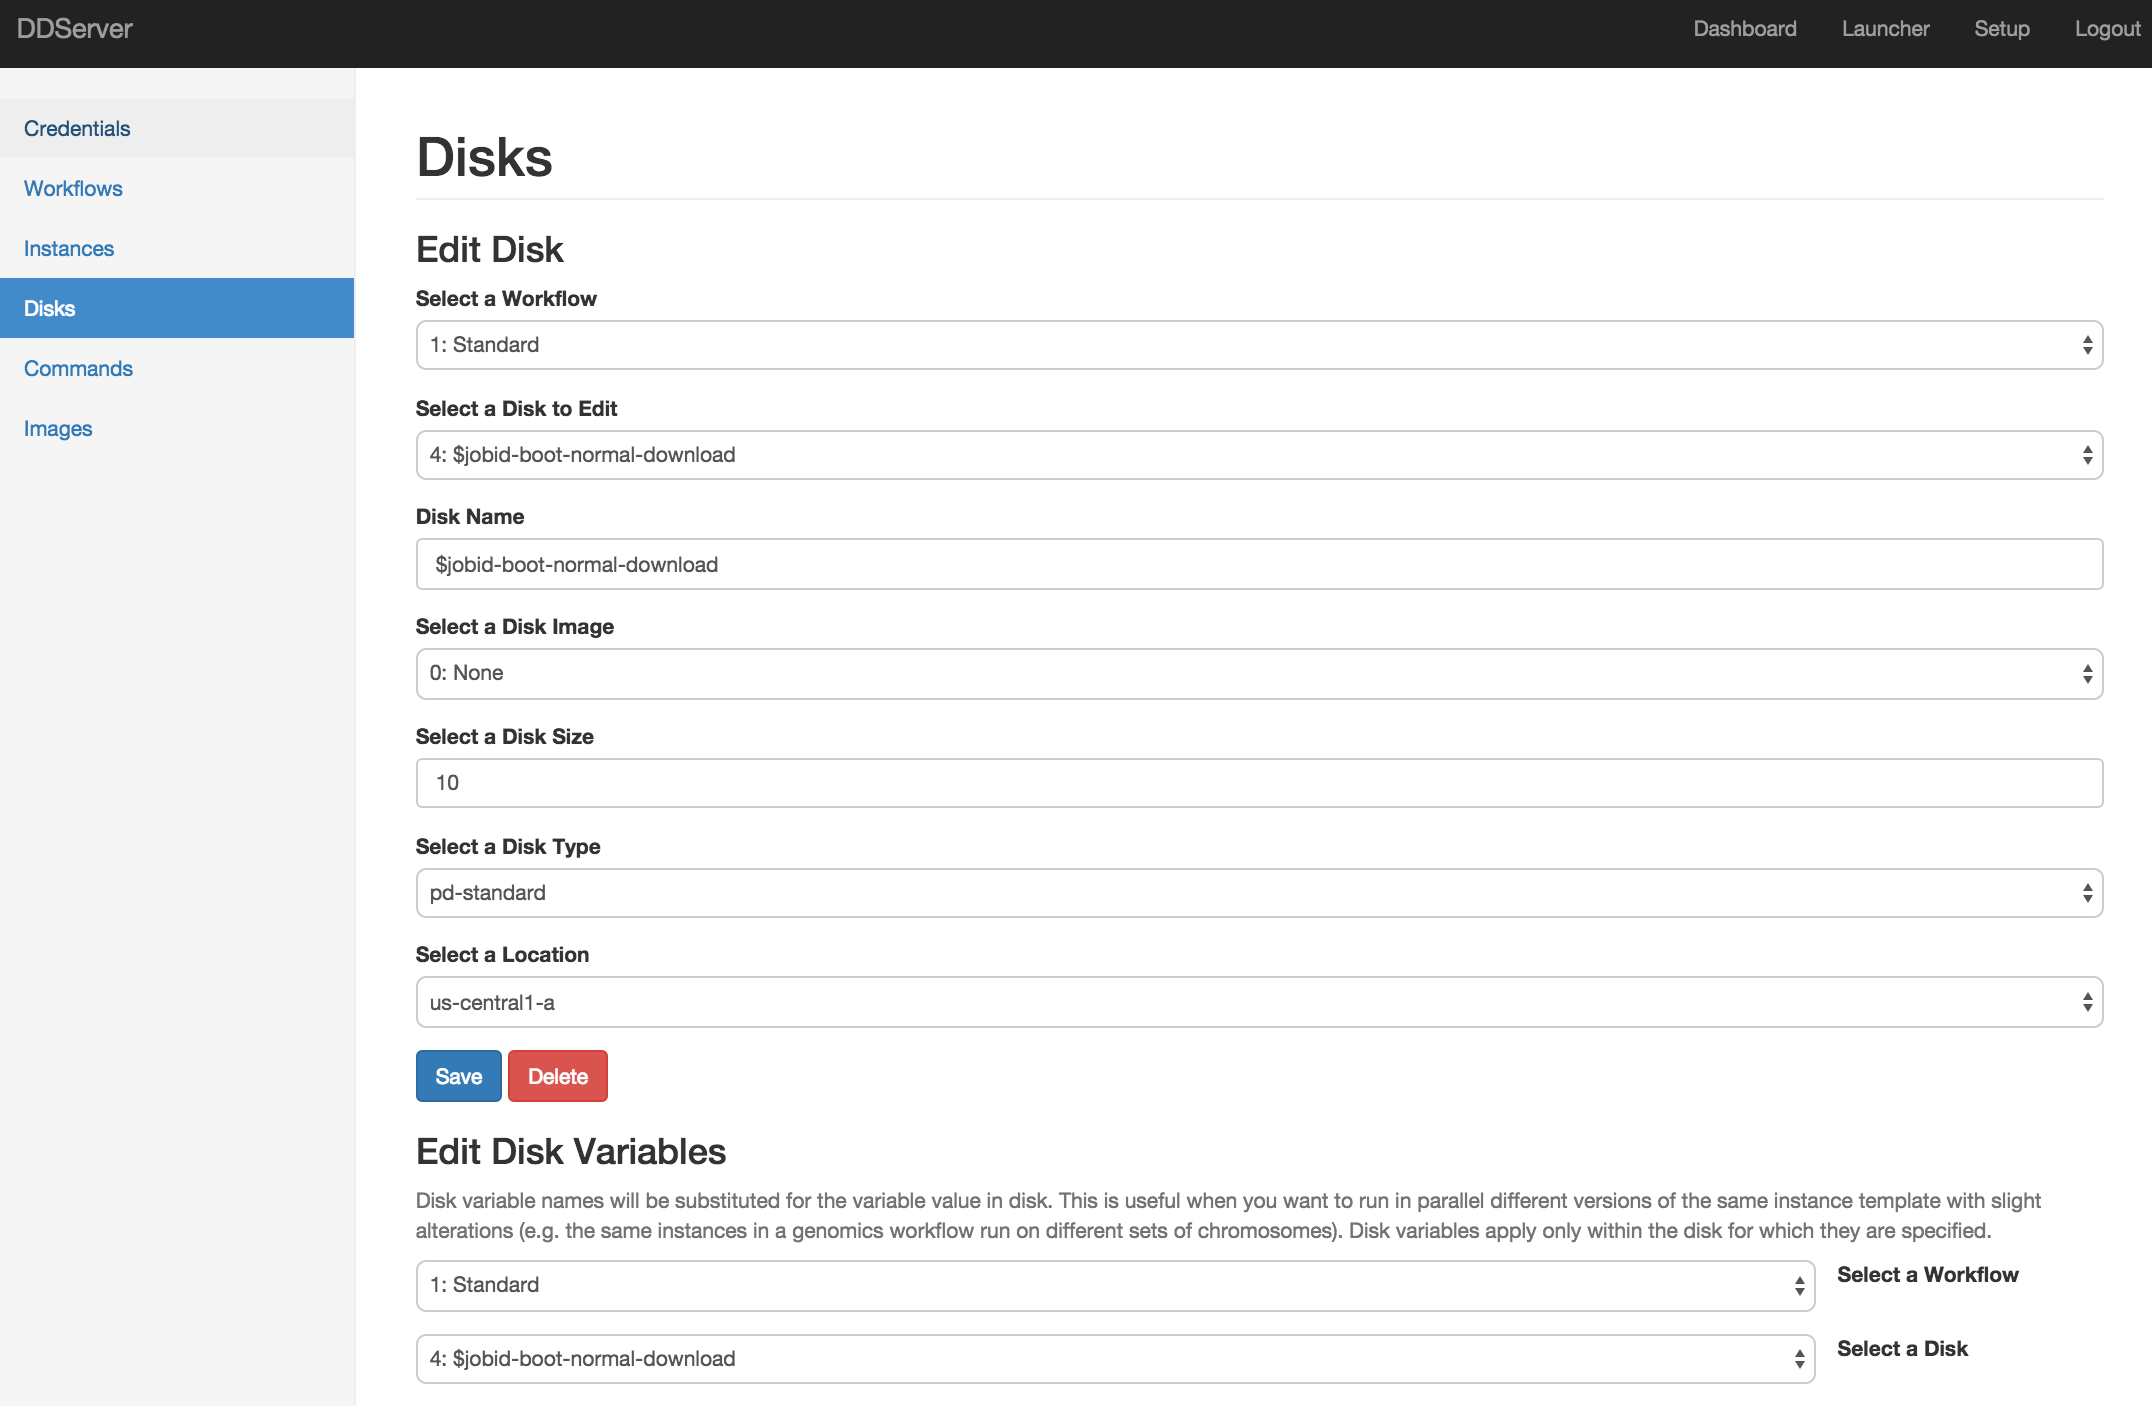 DDServer
Dashboard
Launcher
Setup
Logout
Credentials
Workflows
Instances
Disks
Commands
Images
Disks
Edit Disk
Select a Workflow
1: Standard
Select a Disk to Edit
4: $jobid-boot-normal-download
Disk Name
$jobid-boot-normal-download
Select a Disk Image
0: None
Select a Disk Size
10
Select a Disk Type
pd-standard
Select a Location
us-central1-a
Save
Delete
Edit Disk Variables
Disk variable names will be substituted for the variable value in disk. This is useful when you want to run in parallel different versions of the same instance template with slight
alterations (e.g. the same instances in a genomics workflow run on different sets of chromosomes). Disk variables apply only within the disk for which they are specified.
1: Standard
Select a Workflow
4: $jobid-boot-normal-download
Select a Disk